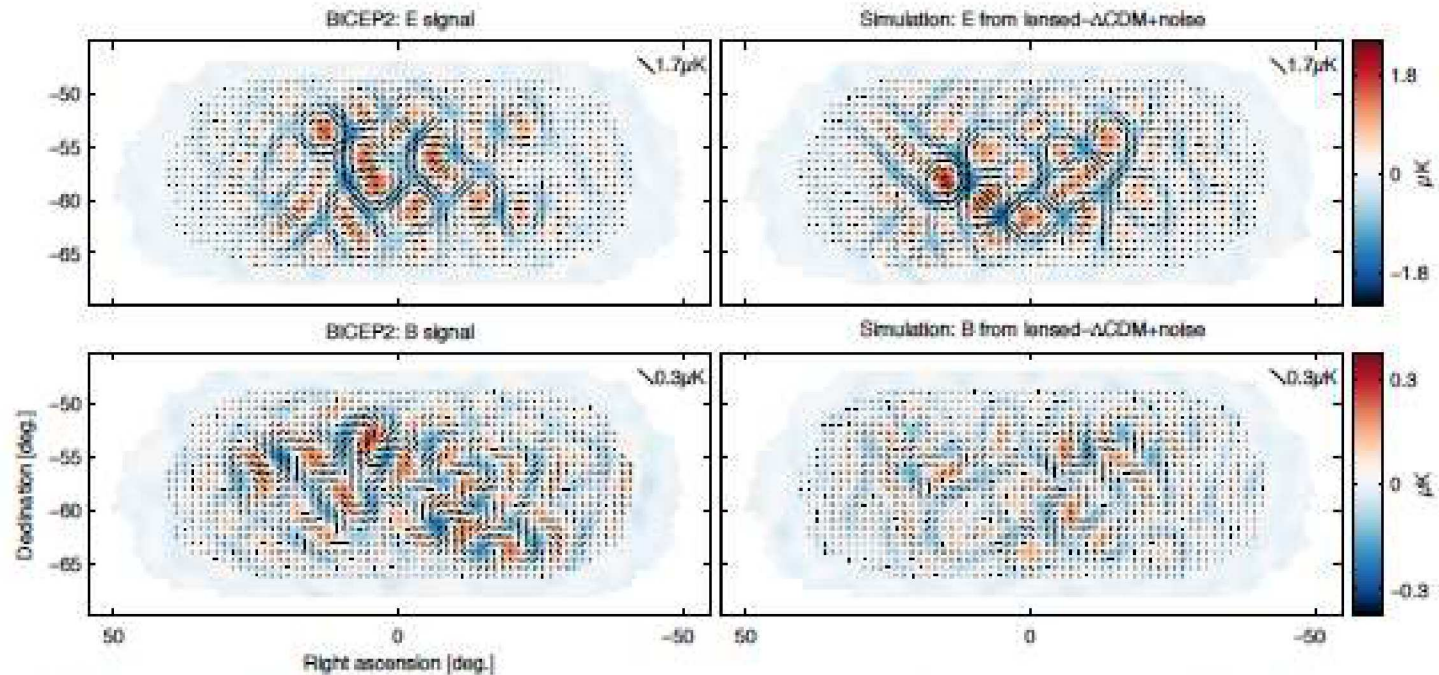 BICEP2: E signal
Simulation: E from lensed-ΛCDM+noise
1.7μK
1.7μK
−50
−55
−60
−65
1.8
0
−1.8
μK
BICEP2: B signal
Simulation: B from lensed-ΛCDM+noise
0.3μK
0.3μK
−50
−55
−60
−65
0.3
0
−0.3
μK
Declination [deg.]
50
0
−50
50
0
−50
Right ascension [deg.]